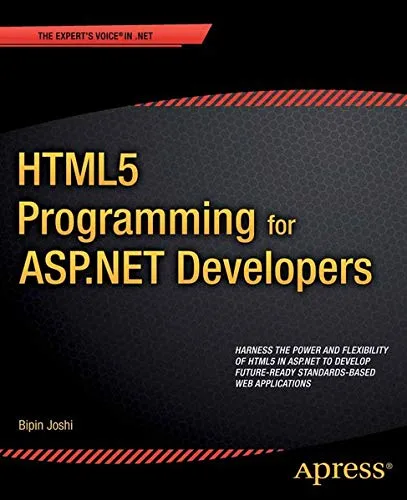 THE EXPERT'S VOICE® IN .NET
HTML5
Programming for
ASP.NET Developers
HARNESS THE POWER AND FLEXIBILITY
OF HTML5 IN ASP.NET TO DEVELOP
FUTURE-READY STANDARDS-BASED
WEB APPLICATIONS
Bipin Joshi
Apress®